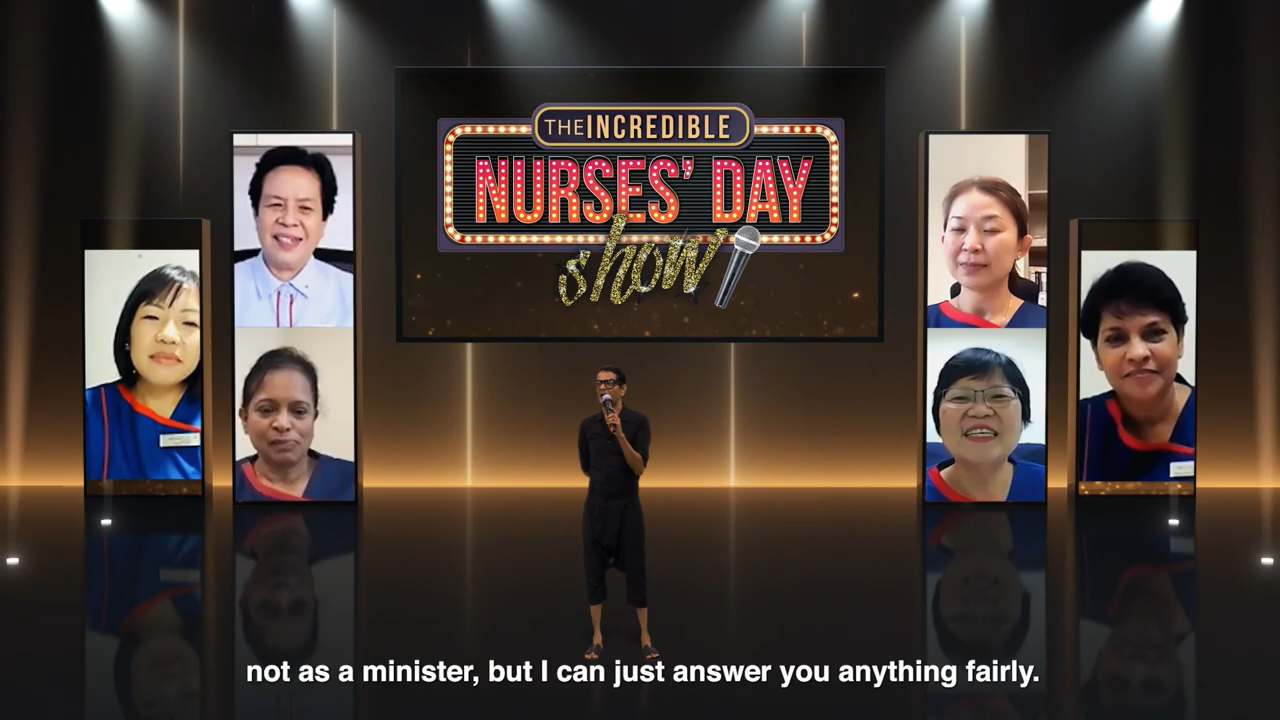 THE INCREDIBLE
NURSES' DAY
show
not as a minister, but I can just answer you anything fairly.